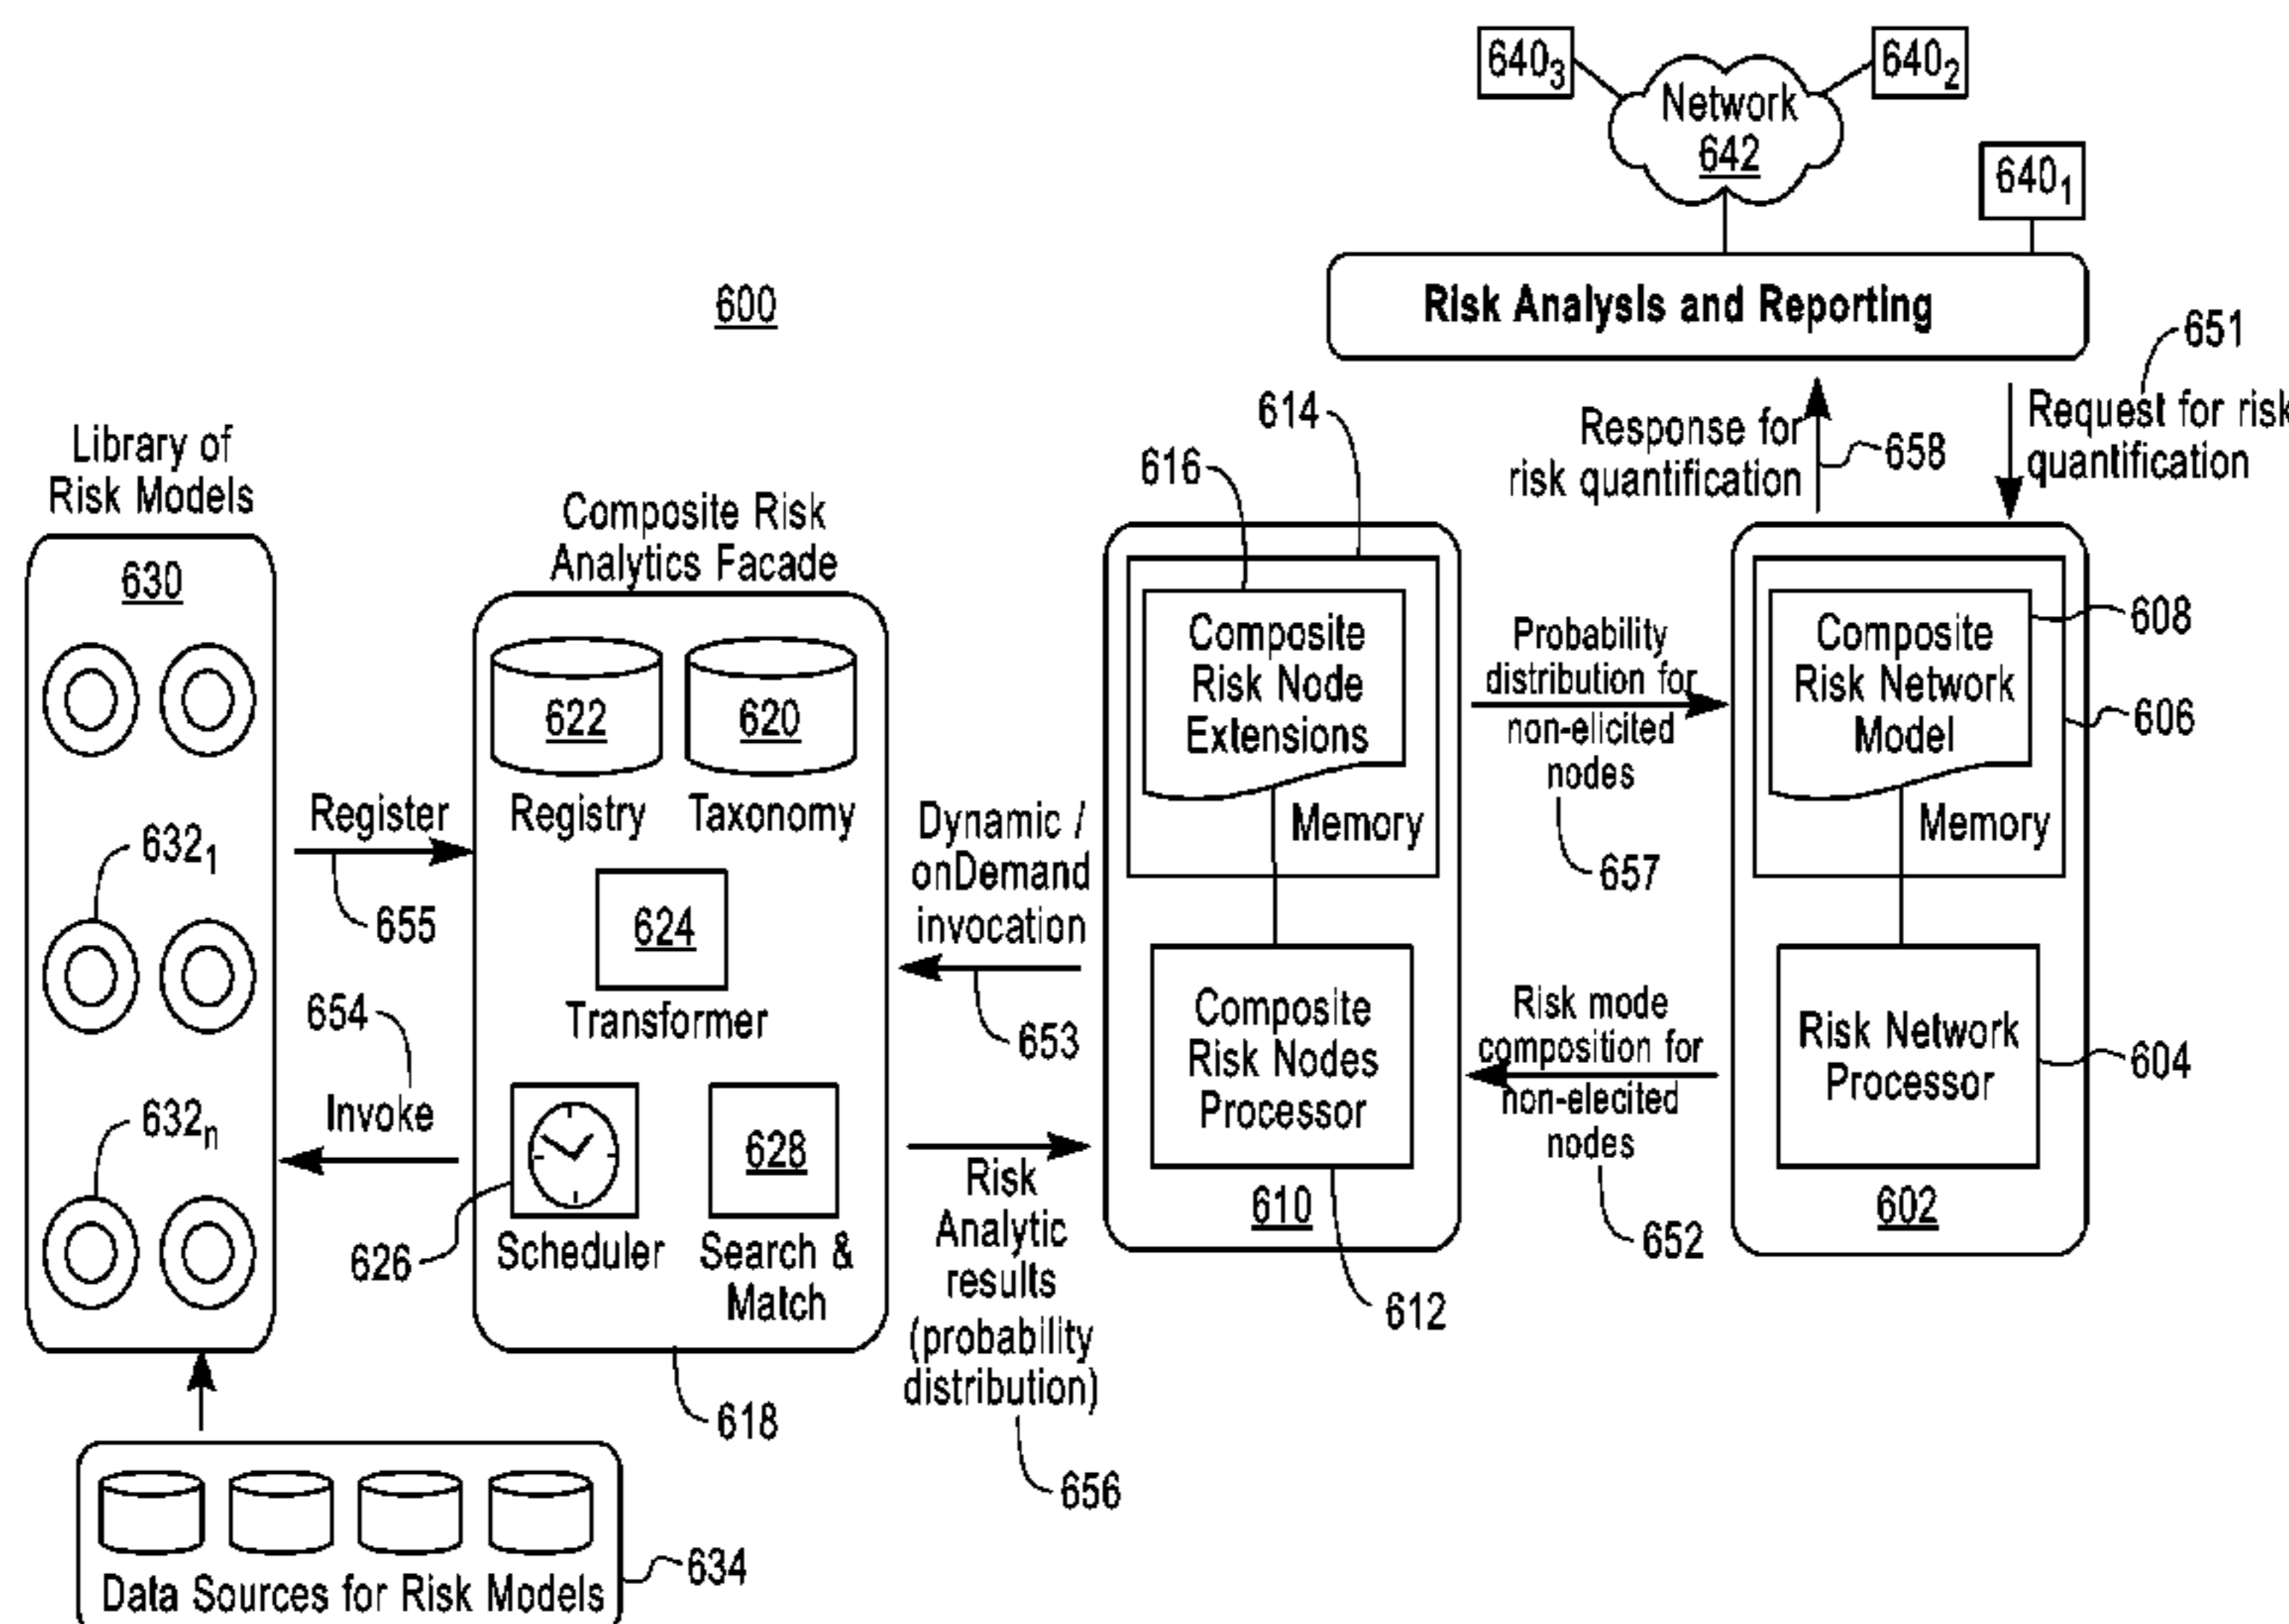 640₃
Network
642
640₂
640₁
600
Risk Analysis and Reporting
651
Request for risk
quantification
Response for
risk quantification
658
614
616
Library of
Risk Models
630
632₁
632ₙ
Register
655
654
Invoke
Composite Risk
Analytics Facade
622
620
Registry
Taxonomy
624
Transformer
628
626
Scheduler
Search &
Match
618
Data Sources for Risk Models
634
Dynamic /
onDemand
invocation
653
Risk
Analytic
results
(probability
distribution)
656
Composite
Risk Node
Extensions
Memory
Composite
Risk Nodes
Processor
610
612
Probability
distribution for
non-elicited
nodes
657
Risk mode
composition for
non-elecited
nodes
652
Composite
Risk Network
Model
Memory
608
606
Risk Network
Processor
604
602